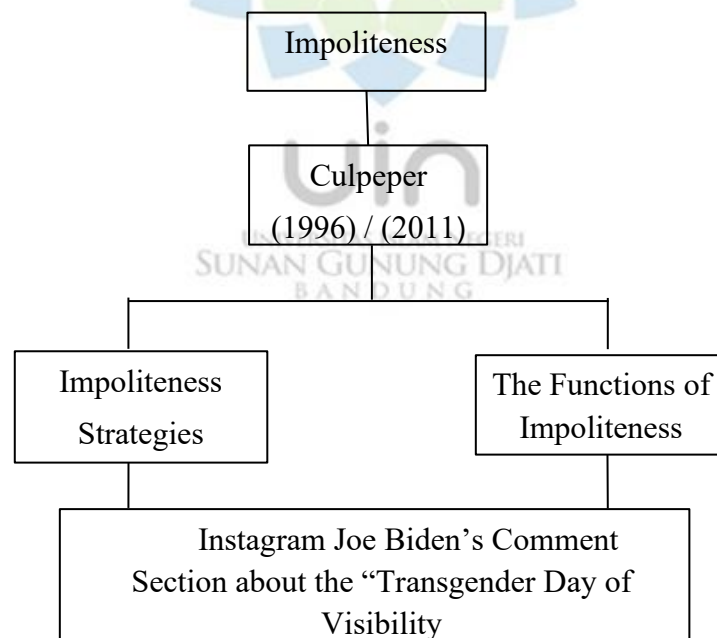 Impoliteness
uin
Culpeper
(1996) / (2011)
SUNAN GUNUNG DJATI
BANDUNG
Impoliteness
Strategies
The Functions of
Impoliteness
Instagram Joe Biden’s Comment
Section about the “Transgender Day of
Visibility